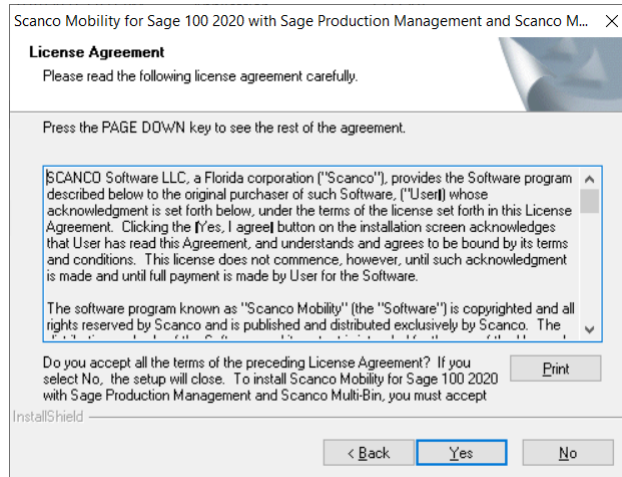 Scanco Mobility for Sage 100 2020 with Sage Production Management and Scanco M...
License Agreement
Please read the following license agreement carefully.
Press the PAGE DOWN key to see the rest of the agreement.
SCANCO Software LLC, a Florida corporation ("Scanco"), provides the Software program
described below to the original purchaser of such Software, ("User|) whose
acknowledgment is set forth below, under the terms of the license set forth in this License
Agreement. Clicking the |Yes, I agree| button on the installation screen acknowledges
that User has read this Agreement, and understands and agrees to be bound by its terms
and conditions. This license does not commence, however, until such acknowledgment
is made and until full payment is made by User for the Software.
The software program known as "Scanco Mobility" (the "Software") is copyrighted and all
rights reserved by Scanco and is published and distributed exclusively by Scanco. The
Do you accept all the terms of the preceding License Agreement? If you
select No, the setup will close. To install Scanco Mobility for Sage 100 2020
with Sage Production Management and Scanco Multi-Bin, you must accept
Print
InstallShield
< Back
Yes
No